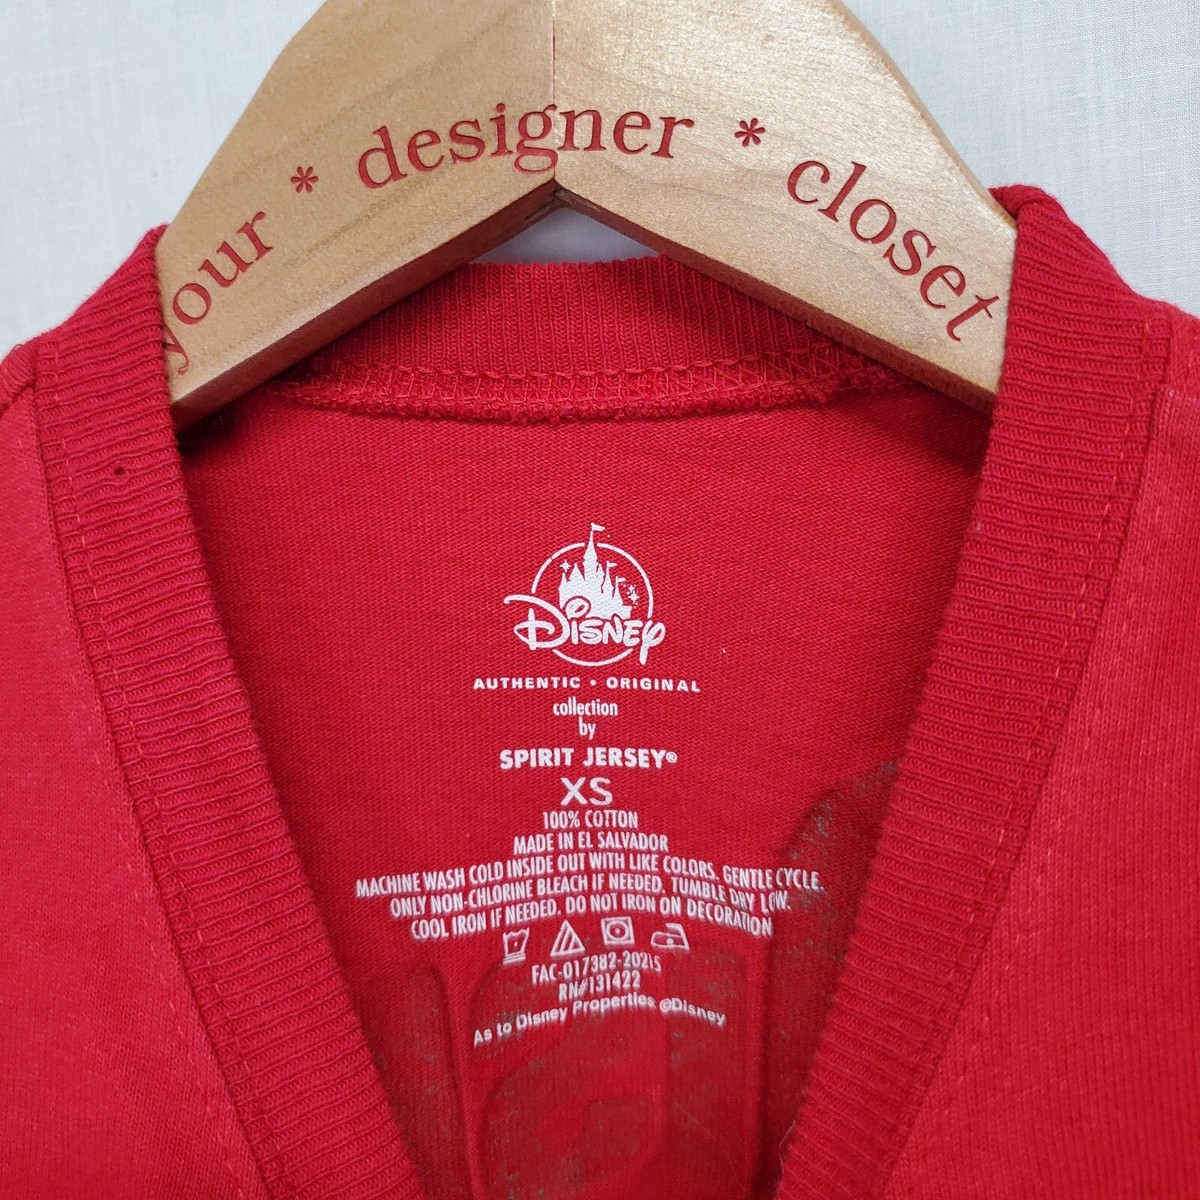 your * designer * closet
Disney
AUTHENTIC • ORIGINAL
collection
by
SPIRIT JERSEY®
XS
100% COTTON
MADE IN EL SALVADOR
MACHINE WASH COLD INSIDE OUT WITH LIKE COLORS. GENTLE CYCLE.
ONLY NON-CHLORINE BLEACH IF NEEDED. TUMBLE DRY LOW.
COOL IRON IF NEEDED. DO NOT IRON ON DECORATION
FAC-017382-20215
RN#131422
As to Disney Properties ©Disney